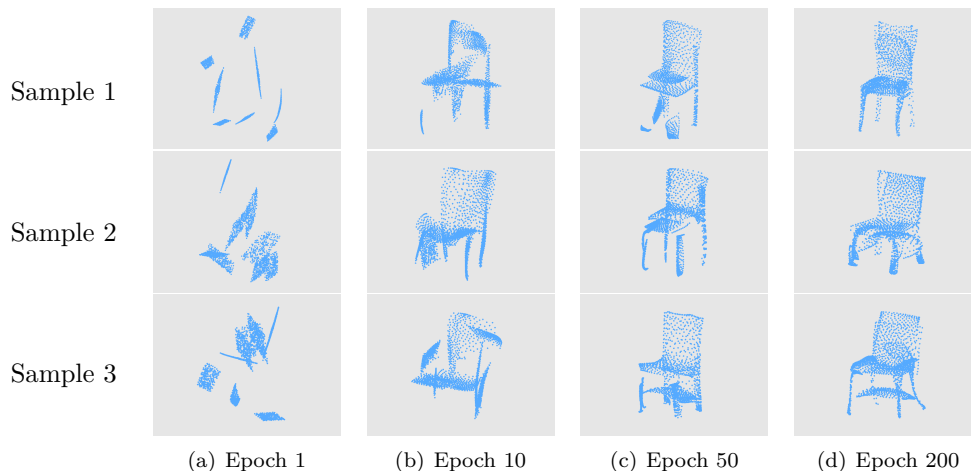 Sample 1
Sample 2
Sample 3
(a) Epoch 1
(b) Epoch 10
(c) Epoch 50
(d) Epoch 200